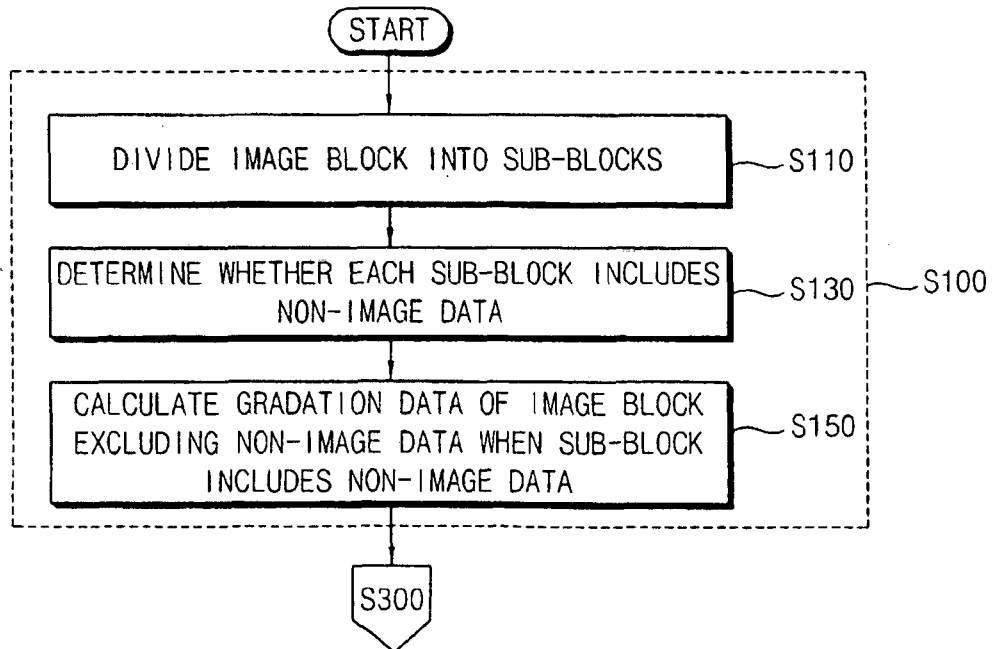 START
DIVIDE IMAGE BLOCK INTO SUB-BLOCKS
S110
DETERMINE WHETHER EACH SUB-BLOCK INCLUDES
NON-IMAGE DATA
S130
S100
CALCULATE GRADATION DATA OF IMAGE BLOCK
EXCLUDING NON-IMAGE DATA WHEN SUB-BLOCK
INCLUDES NON-IMAGE DATA
S150
S300